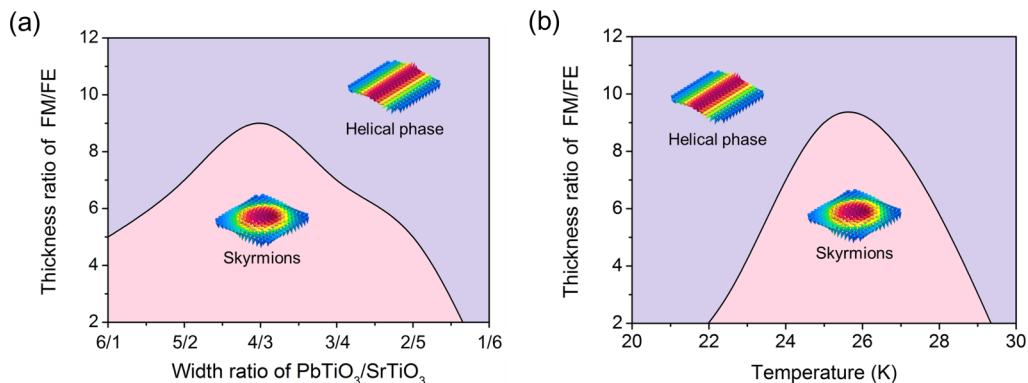 (a)
Thickness ratio of FM/FE
12
10
8
6
4
2
Helical phase
Skyrmions
6/1 5/2 4/3 3/4 2/5 1/6
Width ratio of PbTiO₃/SrTiO₃
(b)
Thickness ratio of FM/FE
12
10
8
6
4
2
Helical phase
Skyrmions
20 22 24 26 28 30
Temperature (K)